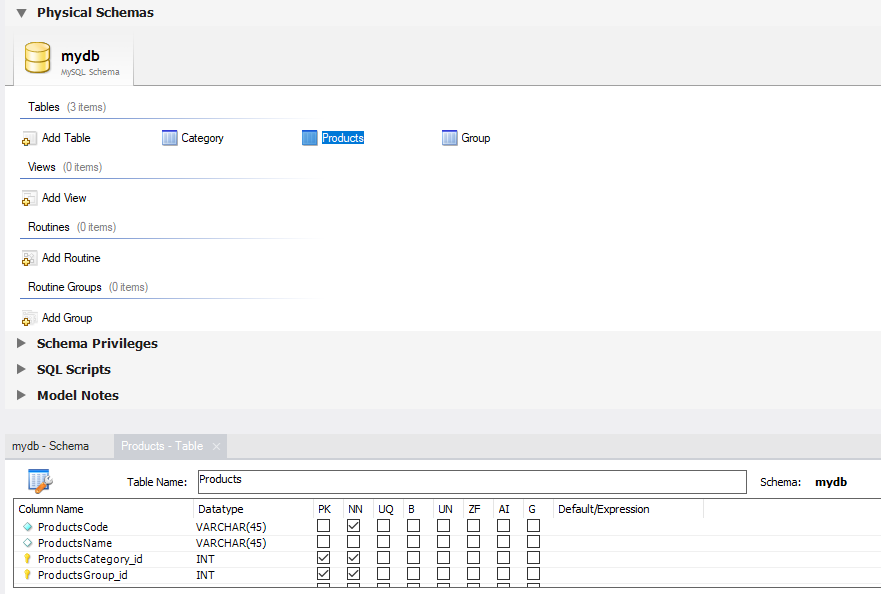 Physical Schemas
mydb
MySQL Schema
Tables (3 items)
Add Table Category Products Group
Views (0 items)
Add View
Routines (0 items)
Add Routine
Routine Groups (0 items)
Add Group
Schema Privileges
SQL Scripts
Model Notes
mydb - Schema Products - Table
Table Name: Products Schema: mydb
Column Name Datatype PK NN UQ B UN ZF AI G Default/Expression
ProductsCode VARCHAR(45)
ProductsName VARCHAR(45)
ProductsCategory_id INT
ProductsGroup_id INT